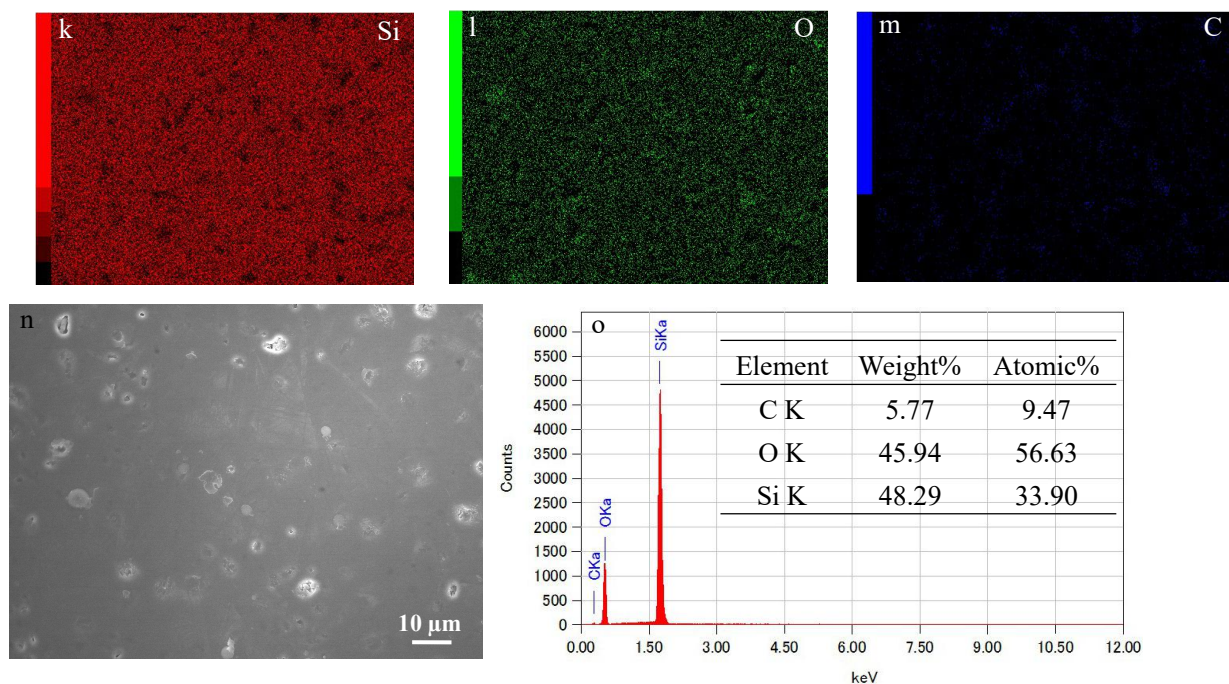 k Si
l O
m C
n
10 µm
o
Counts
6000
5500
5000
4500
4000
3500
3000
2500
2000
1500
1000
500
0
CKa
OKa
SiKa
Element Weight% Atomic%
C K 5.77 9.47
O K 45.94 56.63
Si K 48.29 33.90
0.00 1.50 3.00 4.50 6.00 7.50 9.00 10.50 12.00
keV